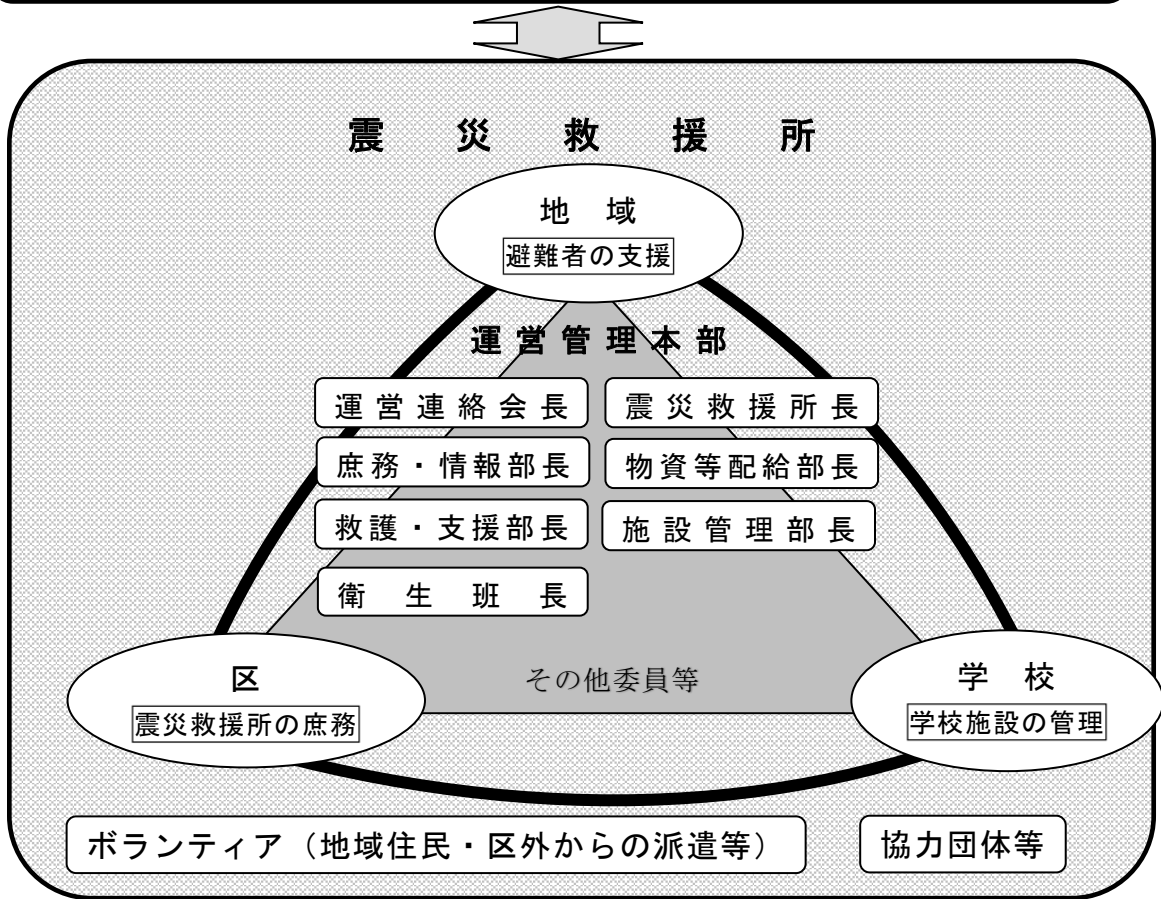 震災救援所
地域
避難者の支援
運営管理本部
運営連絡会長
震災救援所長
庶務・情報部長
物資等配給部長
救護・支援部長
施設管理部長
衛生班長
その他委員等
区
震災救援所の庶務
学校
学校施設の管理
ボランティア（地域住民・区外からの派遣等）
協力団体等